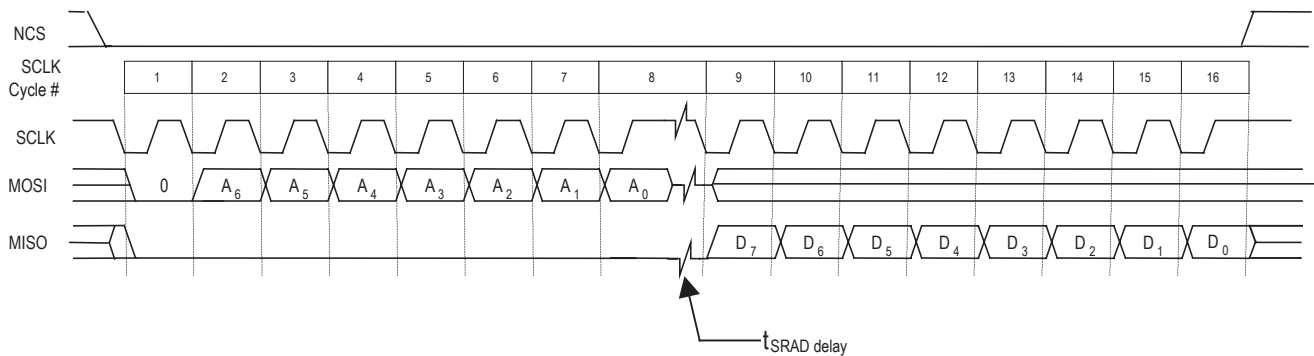 NCS
SCLK
Cycle #
1 2 3 4 5 6 7 8 9 10 11 12 13 14 15 16
SCLK
MOSI 0 A6 A5 A4 A3 A2 A1 A0
MISO D7 D6 D5 D4 D3 D2 D1 D0
tSRAD delay